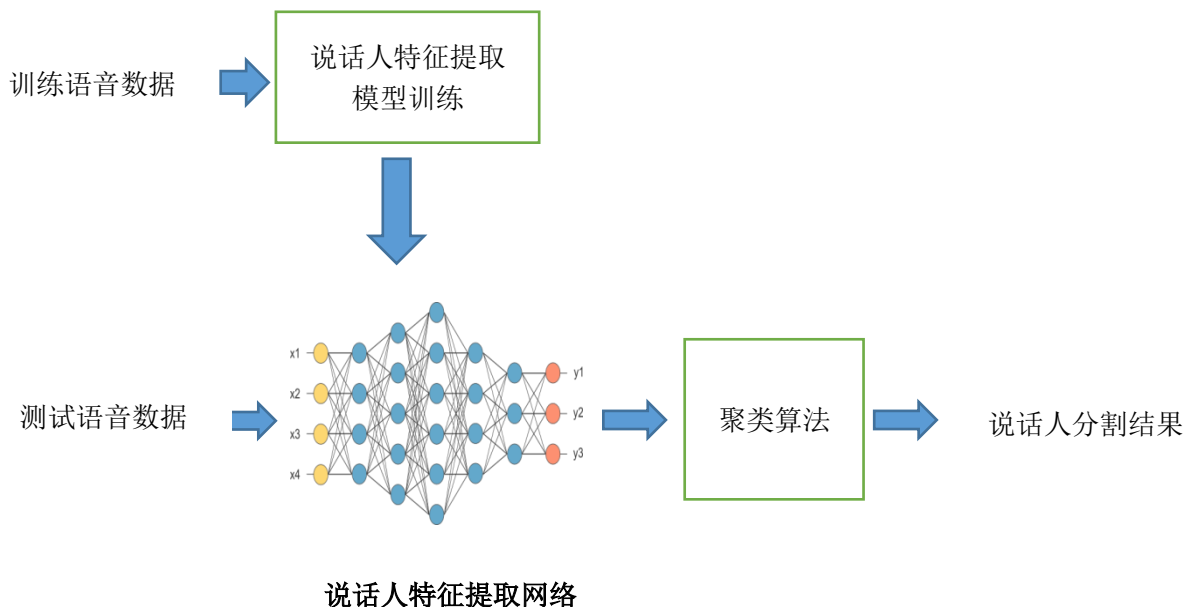 说话人特征提取
模型训练
训练语音数据
x1
x2
x3
x4
y1
y2
y3
测试语音数据
聚类算法
说话人分割结果
说话人特征提取网络